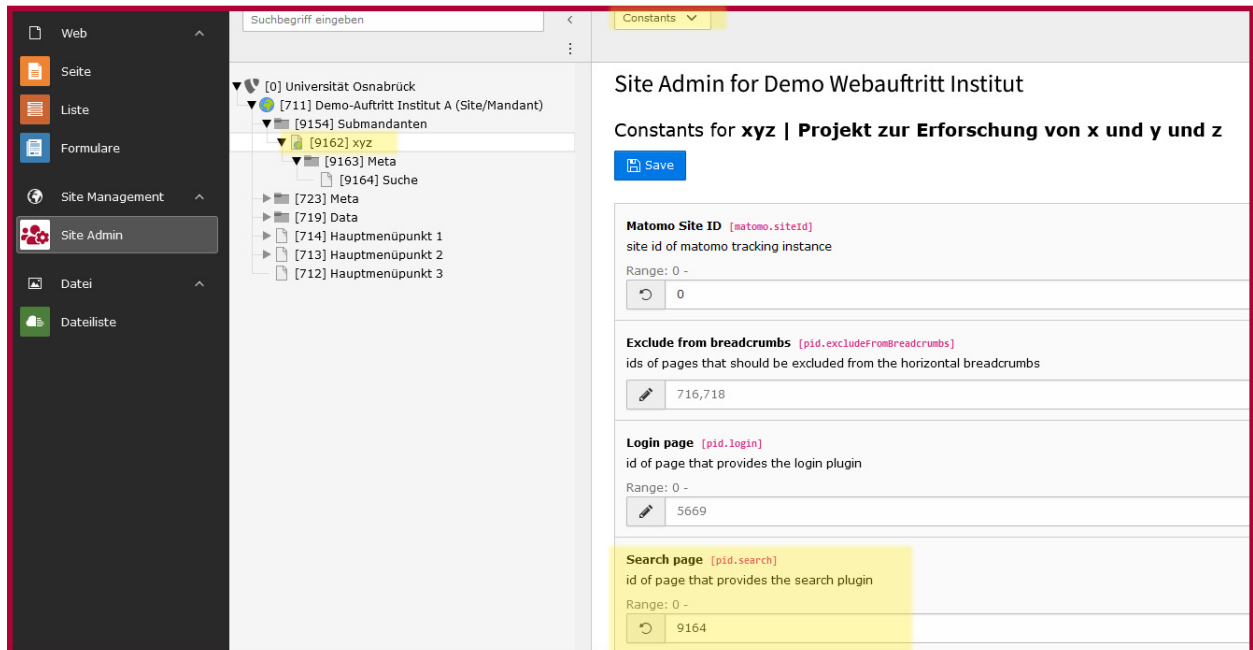 Web
Seite
Liste
Formulare
Site Management
Site Admin
Datei
Dateiliste
Suchbegriff eingeben
[0] Universität Osnabrück
[711] Demo-Auftritt Institut A (Site/Mandant)
[9154] Submandanten
[9162] xyz
[9163] Meta
[9164] Suche
[723] Meta
[719] Data
[714] Hauptmenüpunkt 1
[713] Hauptmenüpunkt 2
[712] Hauptmenüpunkt 3
Constants
Site Admin for Demo Webauftritt Institut
Constants for xyz | Projekt zur Erforschung von x und y und z
Save
Matomo Site ID [matomo.siteId]
site id of matomo tracking instance
Range: 0 -
0
Exclude from breadcrumbs [pid.excludeFromBreadcrumbs]
ids of pages that should be excluded from the horizontal breadcrumbs
716,718
Login page [pid.login]
id of page that provides the login plugin
Range: 0 -
5669
Search page [pid.search]
id of page that provides the search plugin
Range: 0 -
9164